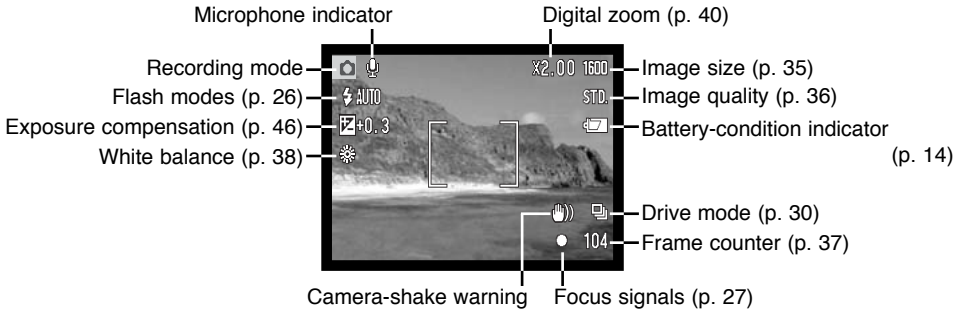 Microphone indicator
Digital zoom (p. 40)
Recording mode
X2.00 1600
Image size (p. 35)
Flash modes (p. 26)
AUTO
STD.
Image quality (p. 36)
Exposure compensation (p. 46)
+0.3
Battery-condition indicator
(p. 14)
White balance (p. 38)
Drive mode (p. 30)
104
Frame counter (p. 37)
Camera-shake warning
Focus signals (p. 27)